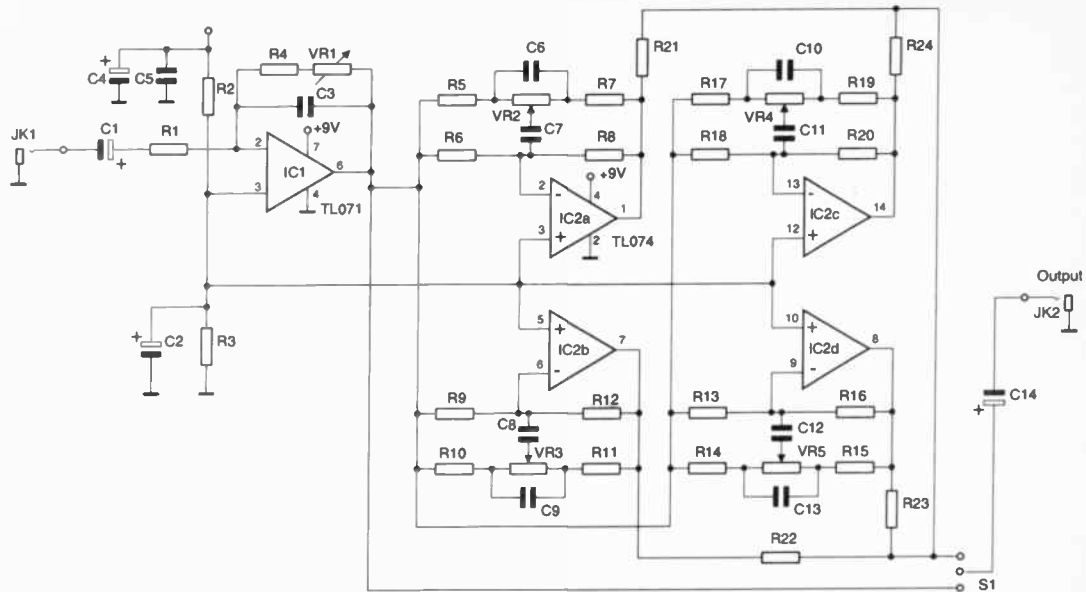 R21
R24
C6
C10
R4
VR1
C4
C5
R2
+
R5
R7
R17
R19
C3
VR2
VR4
JK1
C1
+
R1
+9V
C7
C11
R6
R8
R18
R20
2
7
6
IC1
3
4
TL071
+9V
2
-
4
1
IC2a
3
+
2
TL074
13
-
14
IC2c
12
+
Output
JK2
+
C2
R3
5
+
7
IC2b
6
-
10
+
8
IC2d
9
-
C14
+
R9
R12
R13
R16
C8
C12
R10
VR3
R11
R14
VR5
R15
C9
C13
R23
R22
S1